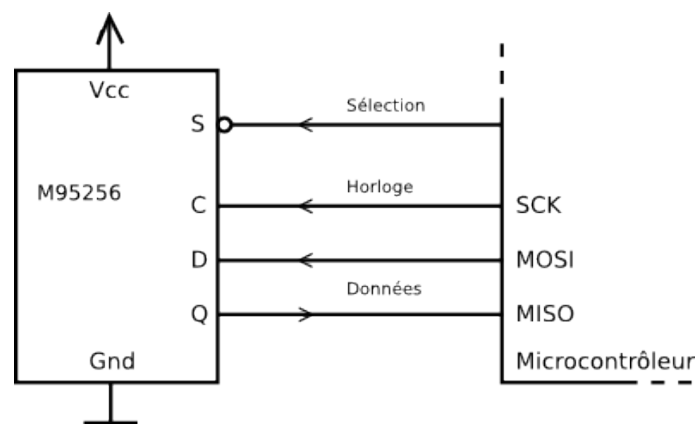 Vcc
S
Sélection
M95256
C
Horloge
SCK
D
MOSI
Données
Q
MISO
Gnd
Microcontrôleur